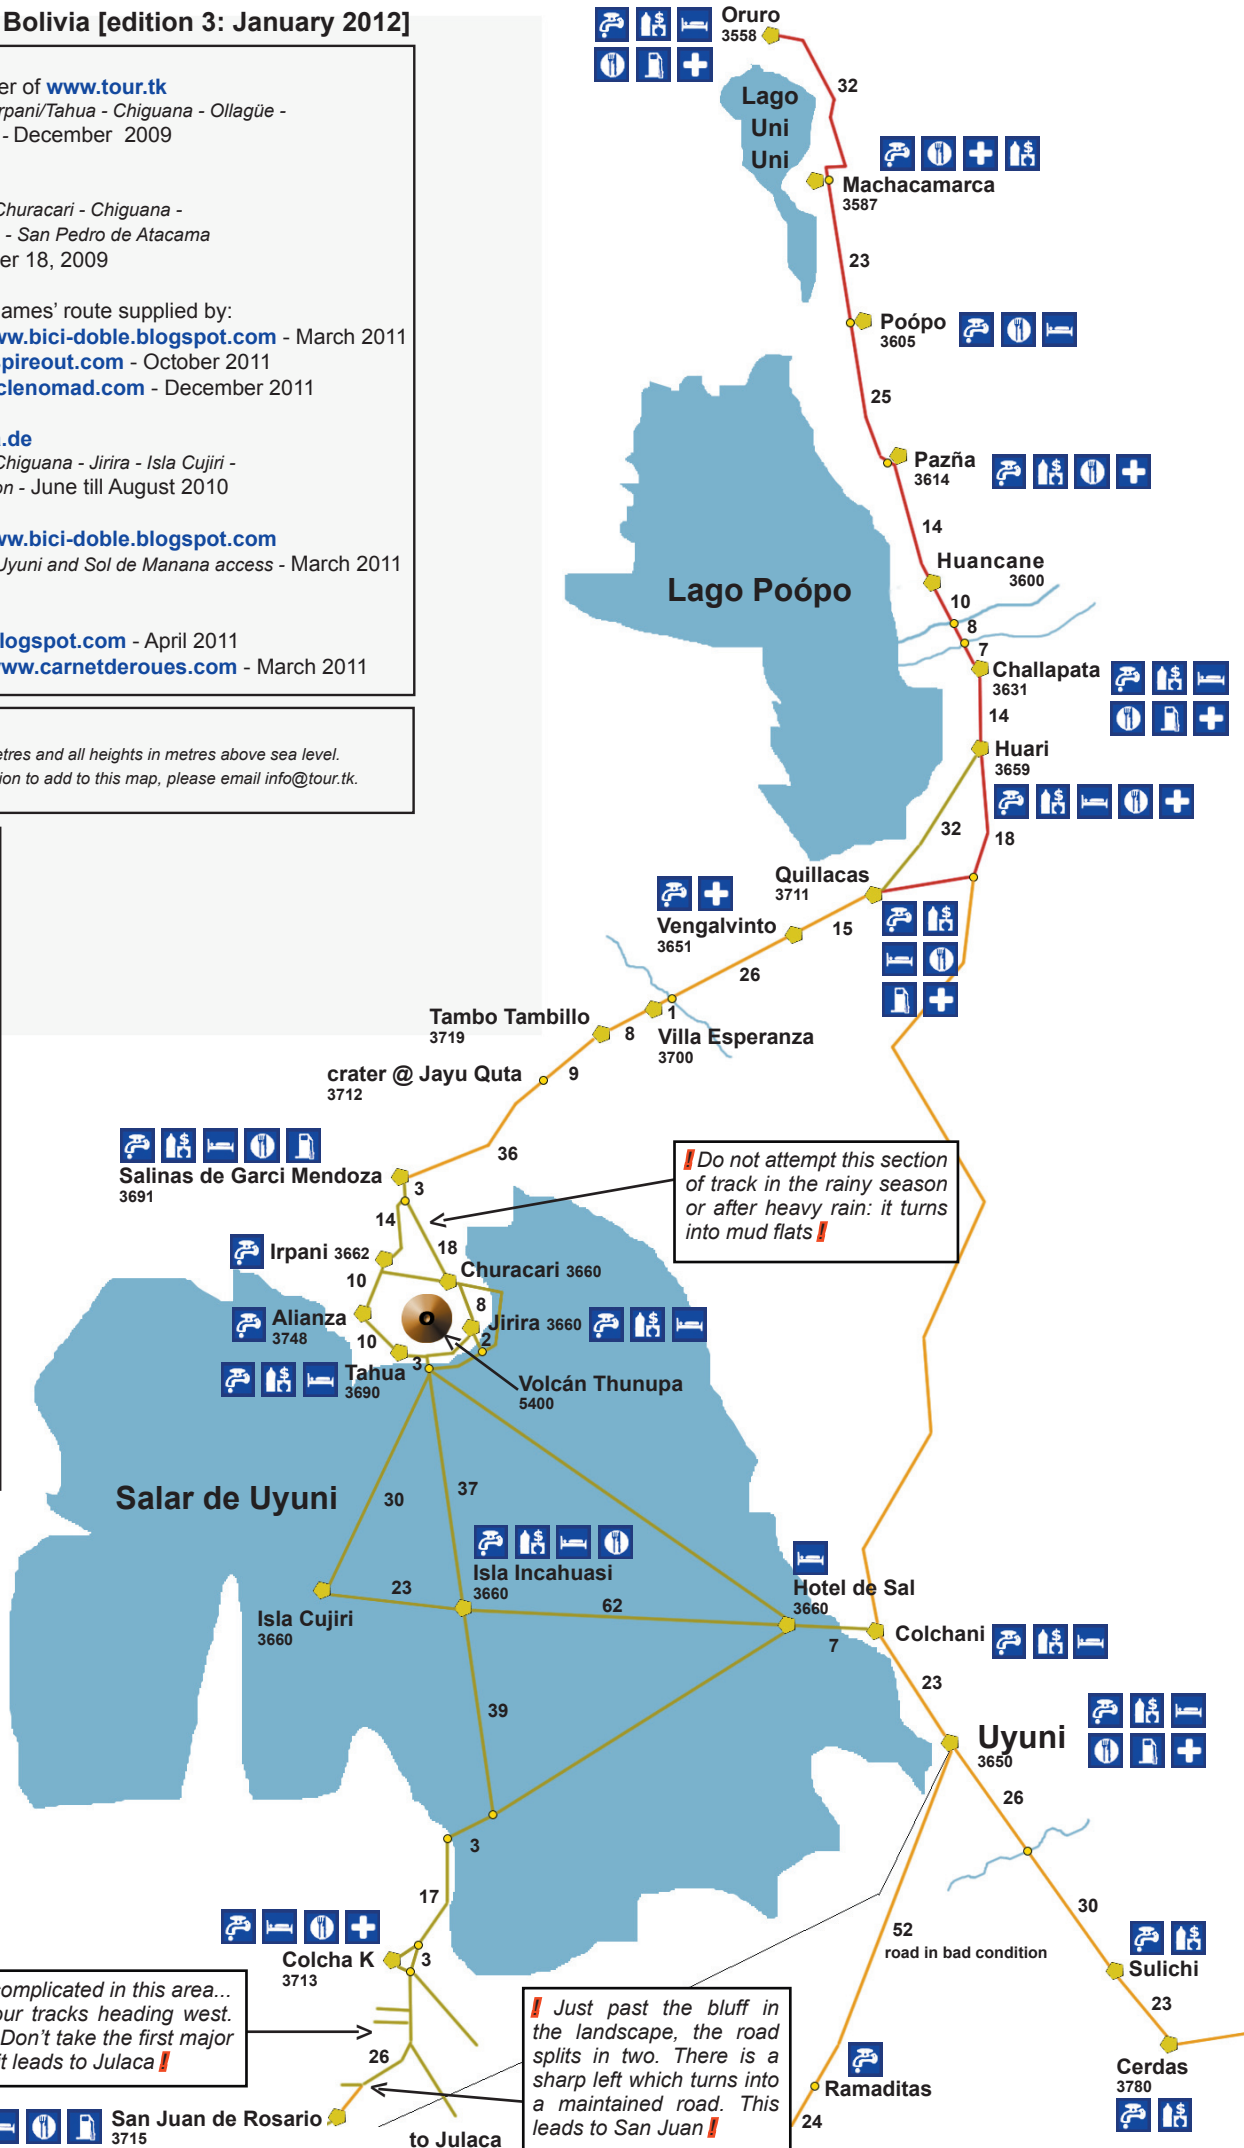 Bolivia [edition 3: January 2012]
er of www.tour.tk
rpani/Tahua - Chiguana - Ollagüe -
- December 2009
Churacari - Chiguana -
- San Pedro de Atacama
er 18, 2009
ames’ route supplied by:
ww.bici-doble.blogspot.com - March 2011
spireout.com - October 2011
clenomad.com - December 2011
a.de
Chiguana - Jirira - Isla Cujiri -
on - June till August 2010
ww.bici-doble.blogspot.com
Uyuni and Sol de Manana access - March 2011
logspot.com - April 2011
www.carnetderoues.com - March 2011
etres and all heights in metres above sea level.
ion to add to this map, please email info@tour.tk.
Oruro
3558
32
Lago
Uni
Uni
Machacamarca
3587
23
Poópo
3605
25
Pazña
3614
14
Huancane
3600
Lago Poópo
10
8
7
Challapata
3631
14
Huari
3659
32
18
Quillacas
3711
Vengalvinto
3651
15
26
1
Villa Esperanza
3700
Tambo Tambillo
3719
8
9
crater @ Jayu Quta
3712
36
Salinas de Garci Mendoza
3691
3
! Do not attempt this section
of track in the rainy season
or after heavy rain: it turns
into mud flats !
14
18
Irpani 3662
Churacari 3660
10
8
Alianza
3748
Jirira 3660
2
10
Tahua
3690
3
Volcán Thunupa
5400
Salar de Uyuni
30
37
Isla Incahuasi
3660
Hotel de Sal
3660
23
62
Isla Cujiri
3660
7
Colchani
23
39
Uyuni
3650
26
3
17
30
Colcha K
3713
3
52
road in bad condition
Sulichi
23
complicated in this area...
our tracks heading west.
Don’t take the first major
it leads to Julaca !
! Just past the bluff in
the landscape, the road
splits in two. There is a
sharp left which turns into
a maintained road. This
leads to San Juan !
26
Cerdas
3780
Ramaditas
24
San Juan de Rosario
3715
to Julaca